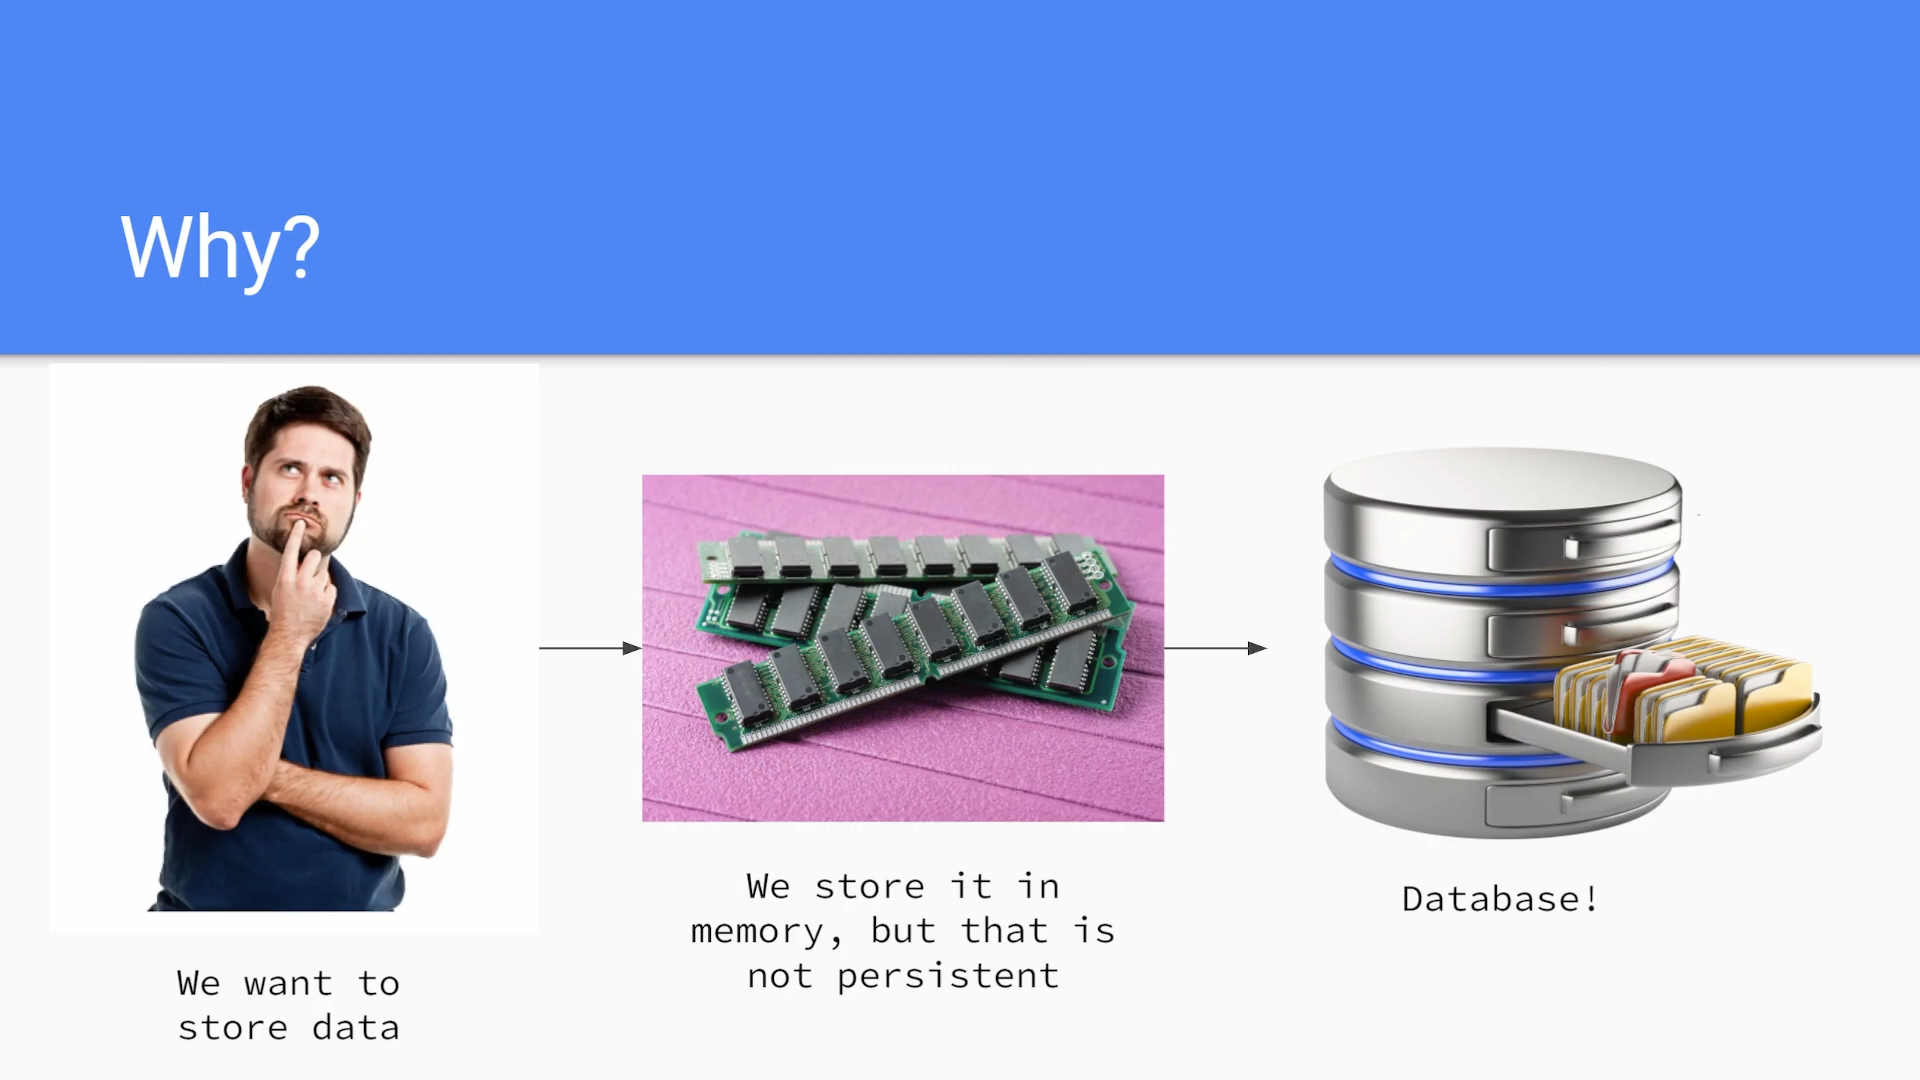 Why?
We want to
store data
We store it in
memory, but that is
not persistent
Database!